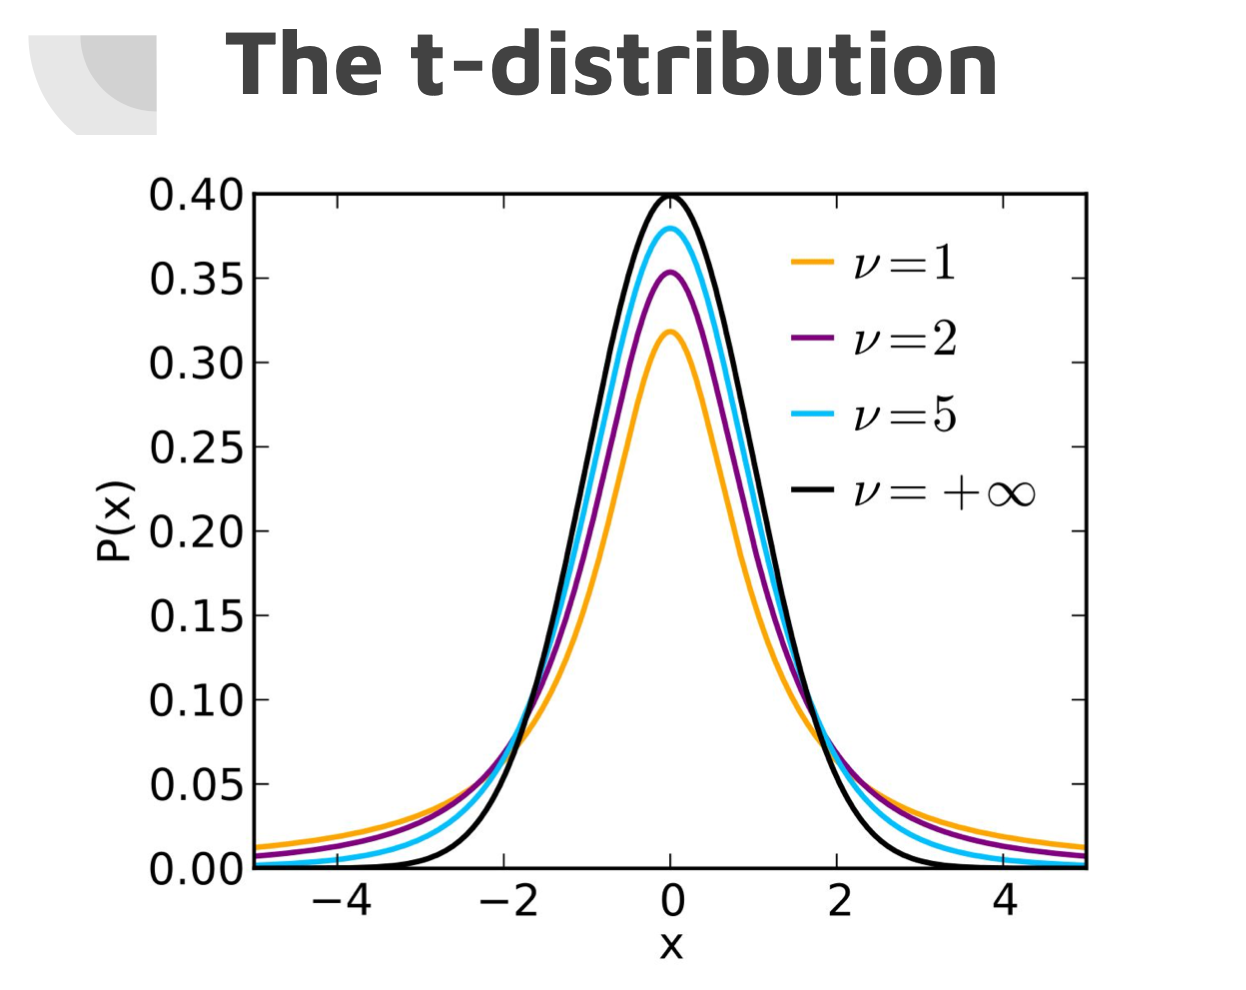 The t-distribution
0.40
0.35
0.30
0.25
0.20
0.15
0.10
0.05
0.00
P(x)
ν=1
ν=2
ν=5
ν=+∞
−4 −2 0 2 4
x